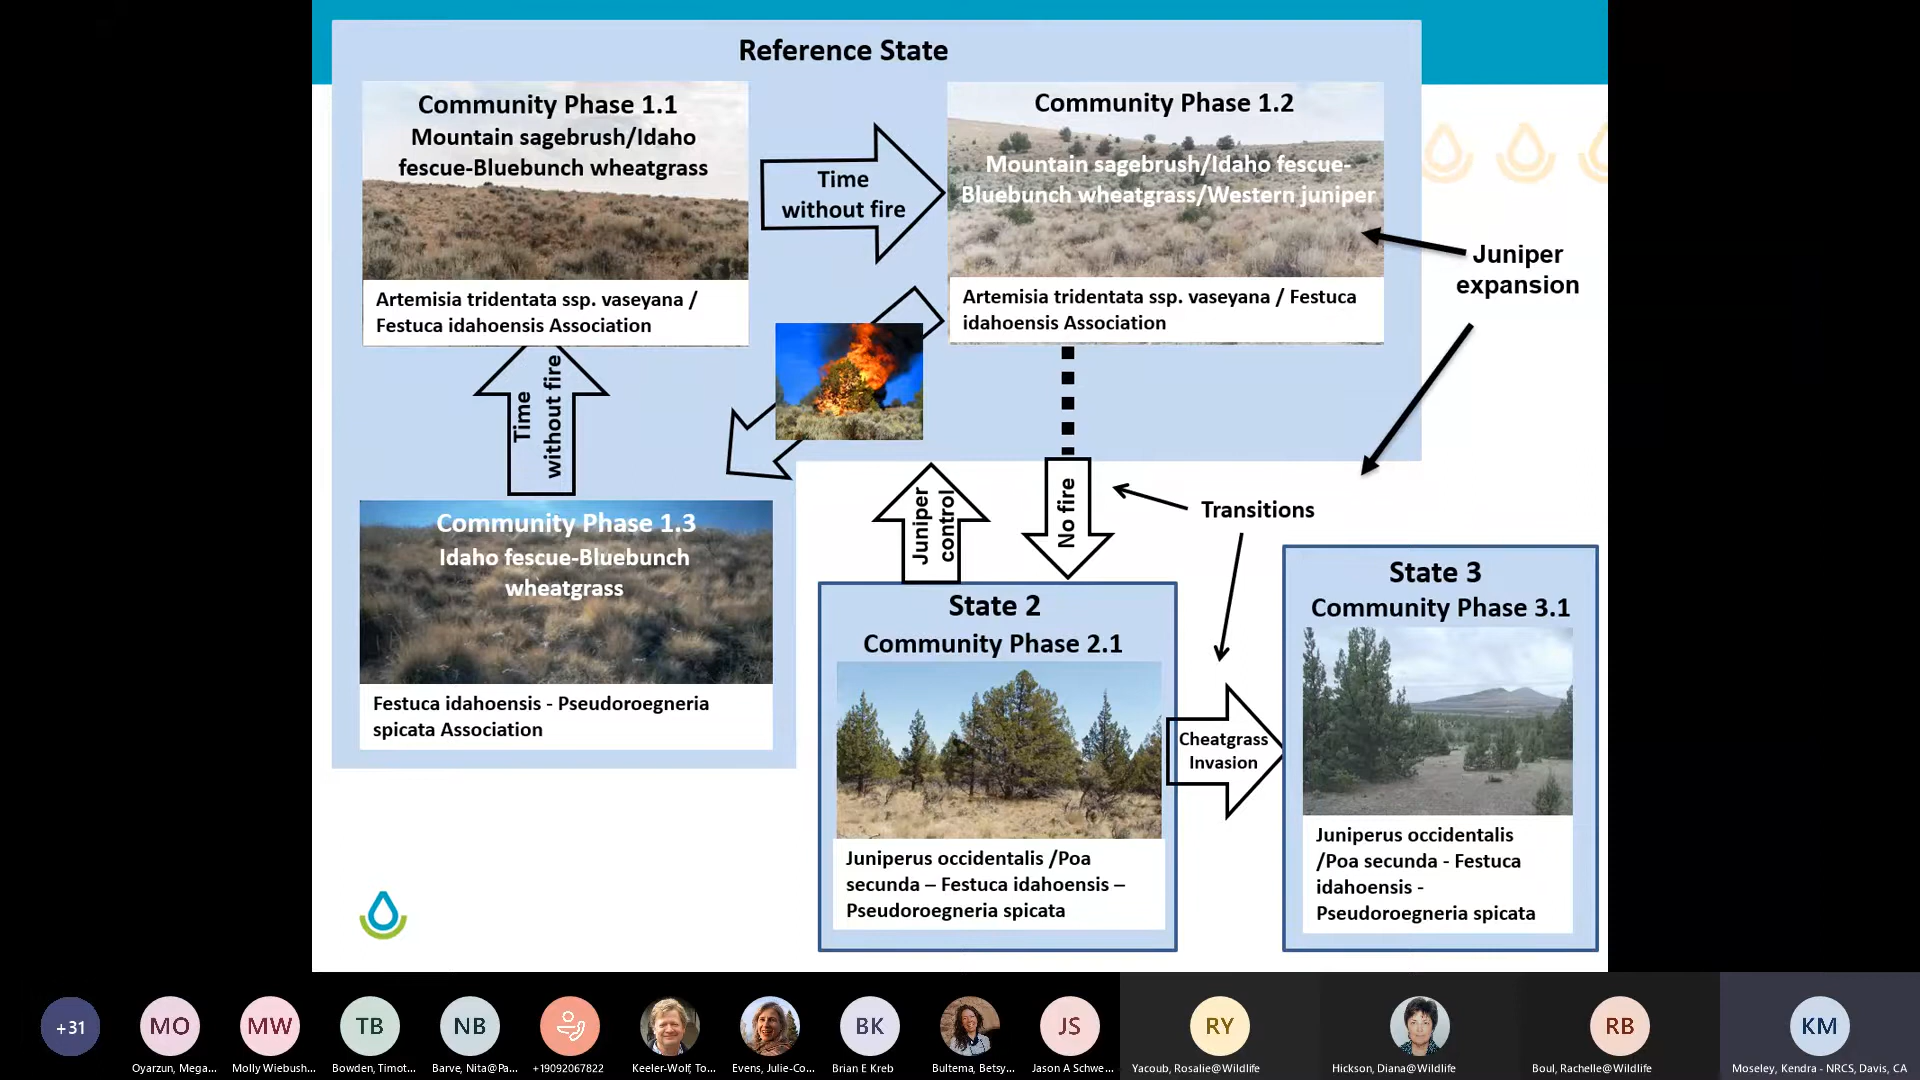 Reference State
Community Phase 1.1
Mountain sagebrush/Idaho
fescue-Bluebunch wheatgrass
Artemisia tridentata ssp. vaseyana /
Festuca idahoensis Association
Time
without fire
Community Phase 1.2
Mountain sagebrush/Idaho fescue-
Bluebunch wheatgrass/Western juniper
Artemisia tridentata ssp. vaseyana / Festuca
idahoensis Association
Juniper
expansion
Time
without fire
Community Phase 1.3
Idaho fescue-Bluebunch
wheatgrass
Festuca idahoensis - Pseudoroegneria
spicata Association
Juniper
control
No fire
Transitions
State 2
Community Phase 2.1
Juniperus occidentalis /Poa
secunda – Festuca idahoensis –
Pseudoroegneria spicata
Cheatgrass
Invasion
State 3
Community Phase 3.1
Juniperus occidentalis
/Poa secunda - Festuca
idahoensis -
Pseudoroegneria spicata
+31
MO
MW
TB
NB
BK
JS
RY
RB
KM
Oyarzun, Mega...
Molly Wiebush...
Bowden, Timot...
Barve, Nita@Pa...
+19092067822
Keeler-Wolf, To...
Evens, Julie-Co...
Brian E Kreb
Bultema, Betsy...
Jason A Schwe...
Yacoub, Rosalie@Wildlife
Hickson, Diana@Wildlife
Boul, Rachelle@Wildlife
Moseley, Kendra - NRCS, Davis, CA